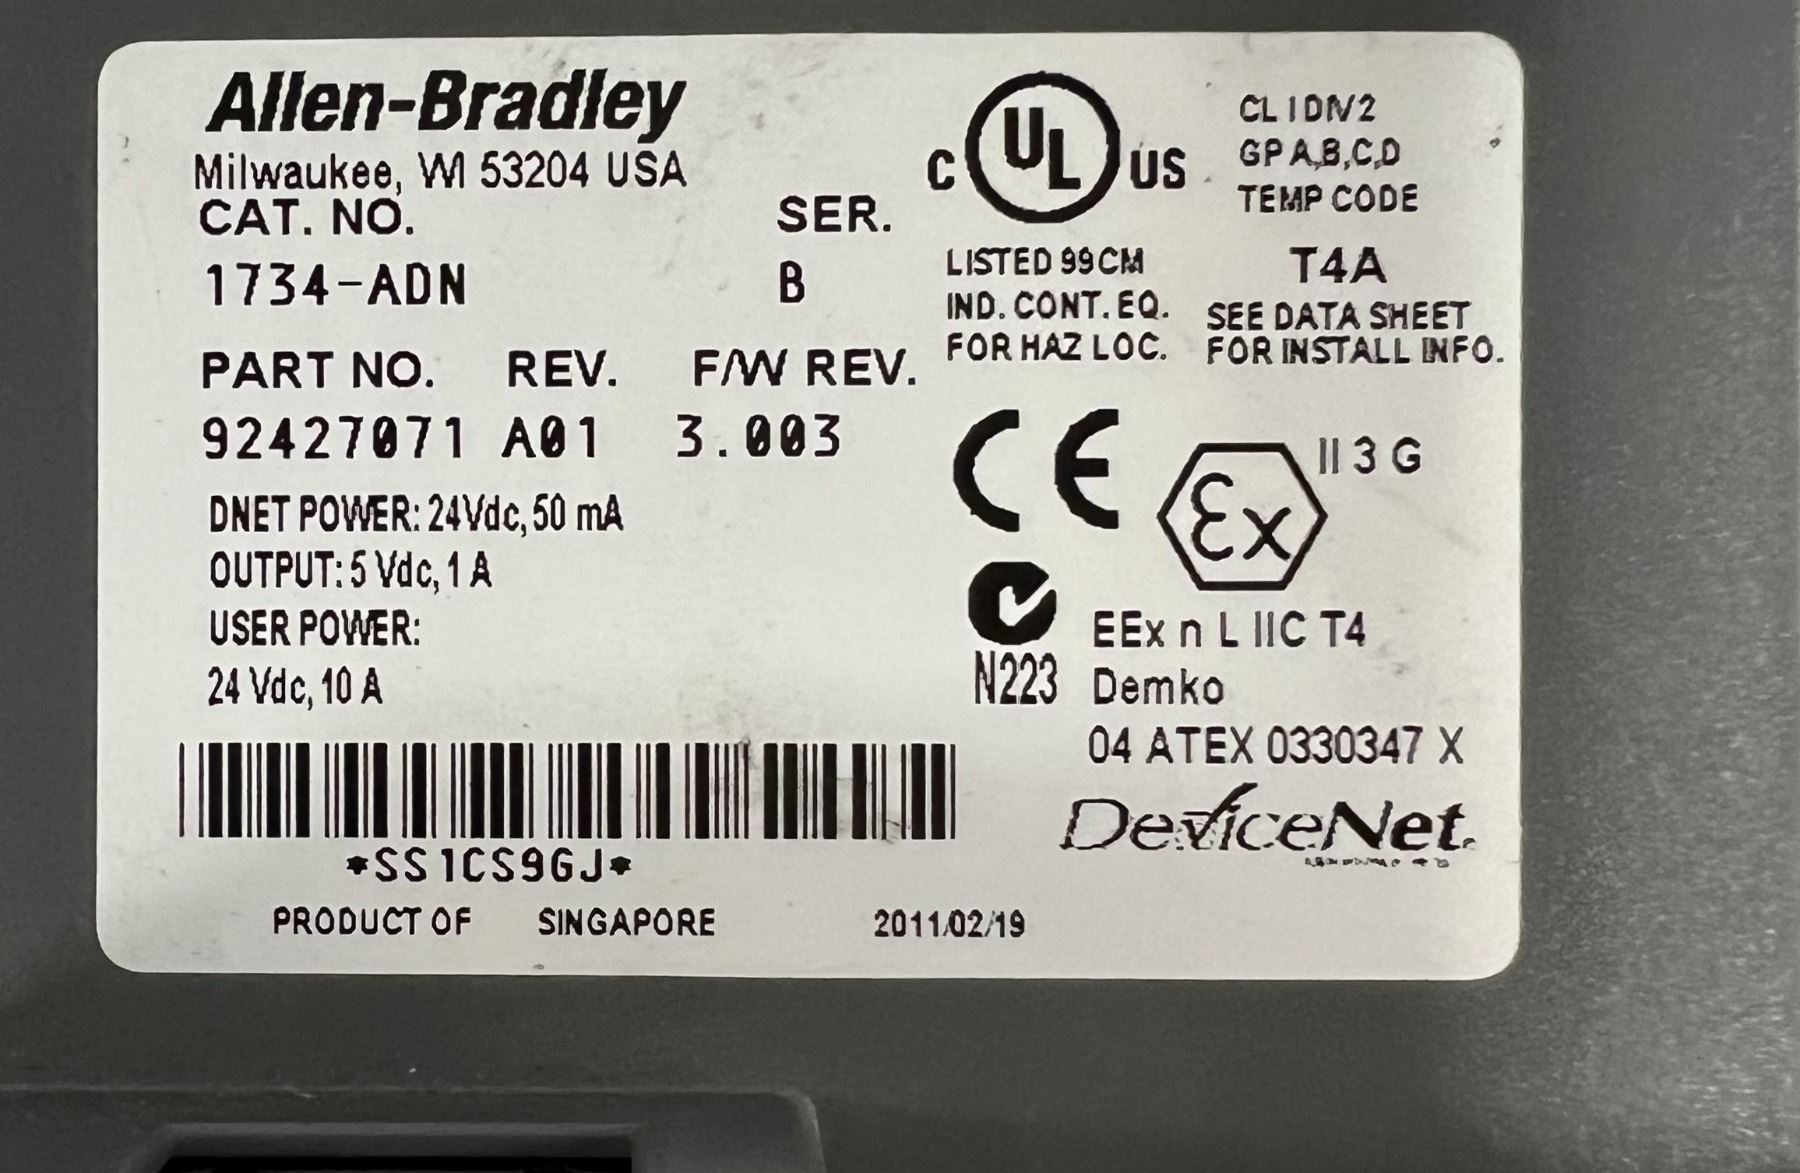 Allen-Bradley
Milwaukee, WI 53204 USA
CAT. NO. SER.
1734-ADN B
PART NO. REV. F/W REV.
92427071 A01 3.003
DNET POWER: 24Vdc, 50 mA
OUTPUT: 5 Vdc, 1 A
USER POWER:
24 Vdc, 10 A
*SS1CS9GJ*
PRODUCT OF SINGAPORE 2011/02/19
C UL US
LISTED 99CM
IND. CONT. EQ.
FOR HAZ LOC.
CL I DIV 2
GP A,B,C,D
TEMP CODE
T4A
SEE DATA SHEET
FOR INSTALL INFO.
CE
Ex II 3 G
N223
EEx n L IIC T4
Demko
04 ATEX 0330347 X
DeviceNet